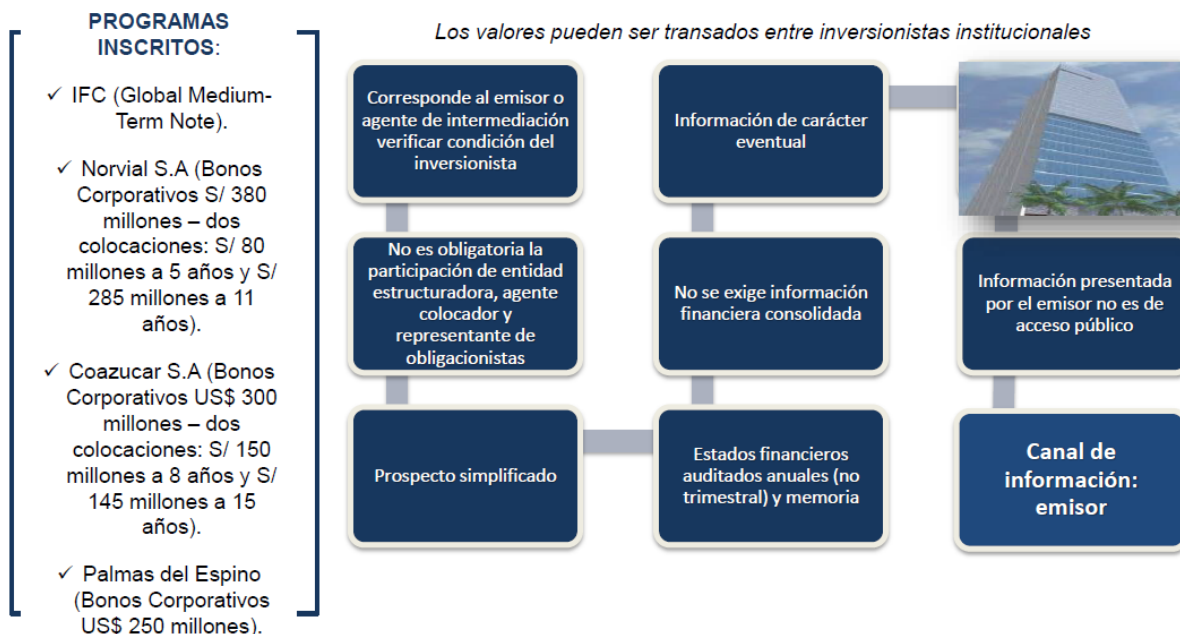 PROGRAMAS
INSCRITOS:
✓ IFC (Global Medium-
Term Note).
✓ Norvial S.A (Bonos
Corporativos S/ 380
millones – dos
colocaciones: S/ 80
millones a 5 años y S/
285 millones a 11
años).
✓ Coazucar S.A (Bonos
Corporativos US$ 300
millones – dos
colocaciones: S/ 150
millones a 8 años y S/
145 millones a 15
años).
✓ Palmas del Espino
(Bonos Corporativos
US$ 250 millones).
Los valores pueden ser transados entre inversionistas institucionales
Corresponde al emisor o
agente de intermediación
verificar condición del
inversionista
No es obligatoria la
participación de entidad
estructuradora, agente
colocador y
representante de
obligacionistas
Prospecto simplificado
Estados financieros
auditados anuales (no
trimestral) y memoria
No se exige información
financiera consolidada
Información de carácter
eventual
Información presentada
por el emisor no es de
acceso público
Canal de
información:
emisor